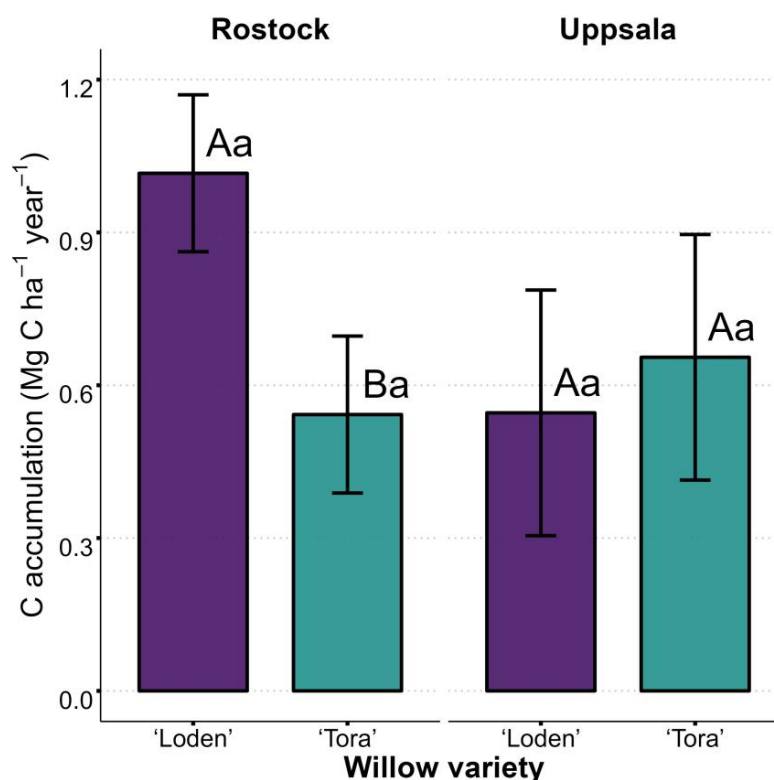 Rostock Uppsala
C accumulation (Mg C ha⁻¹ year⁻¹)
1.2
0.9
0.6
0.3
0.0
Aa
Ba
Aa
Aa
'Loden' 'Tora' 'Loden' 'Tora'
Willow variety